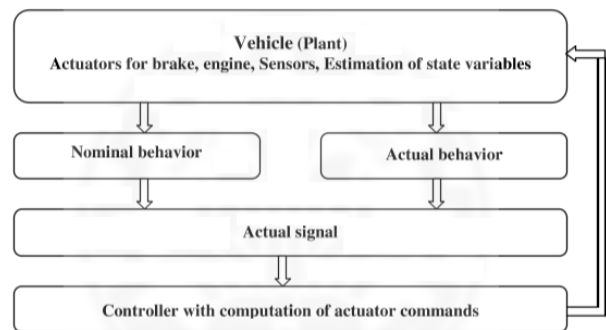 Vehicle (Plant)
Actuators for brake, engine, Sensors, Estimation of state variables
Nominal behavior
Actual behavior
Actual signal
Controller with computation of actuator commands